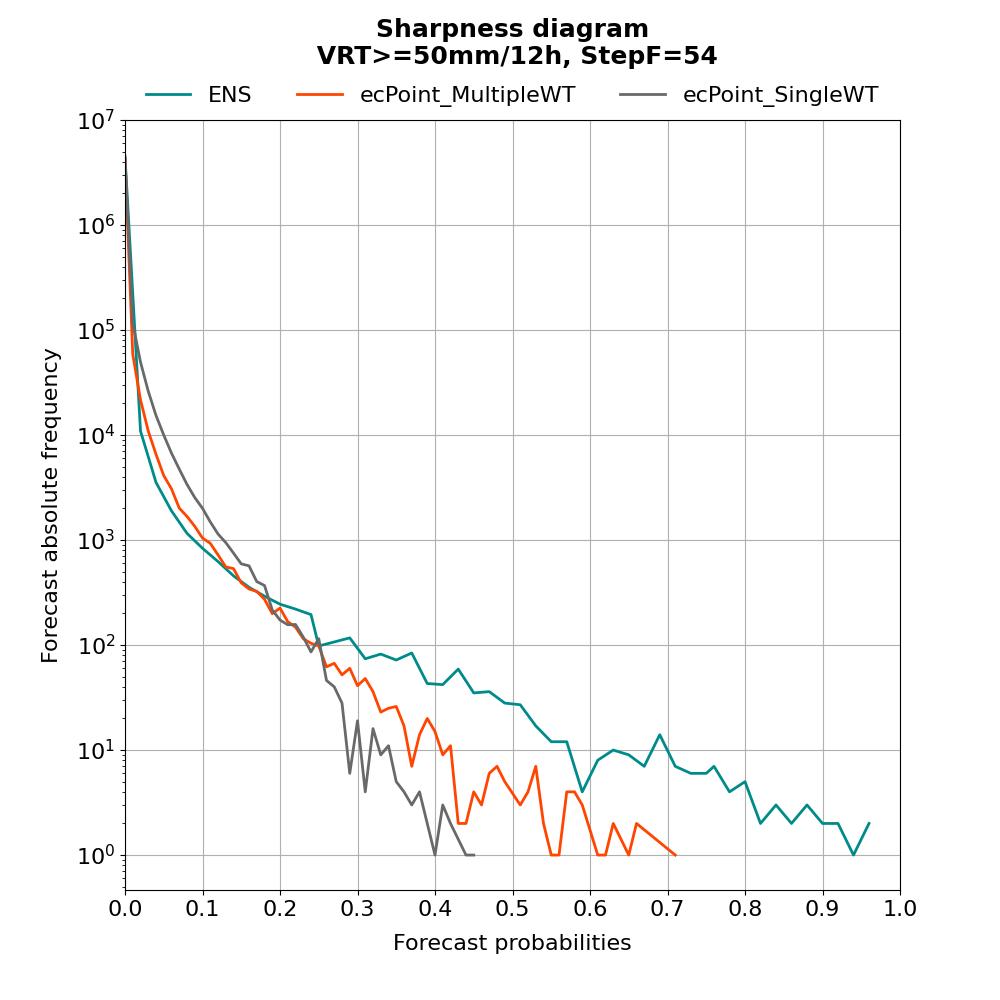 Sharpness diagram
VRT>=50mm/12h, StepF=54
ENS ecPoint_MultipleWT ecPoint_SingleWT
10^7
10^6
10^5
10^4
10^3
10^2
10^1
10^0
Forecast absolute frequency
0.0 0.1 0.2 0.3 0.4 0.5 0.6 0.7 0.8 0.9 1.0
Forecast probabilities